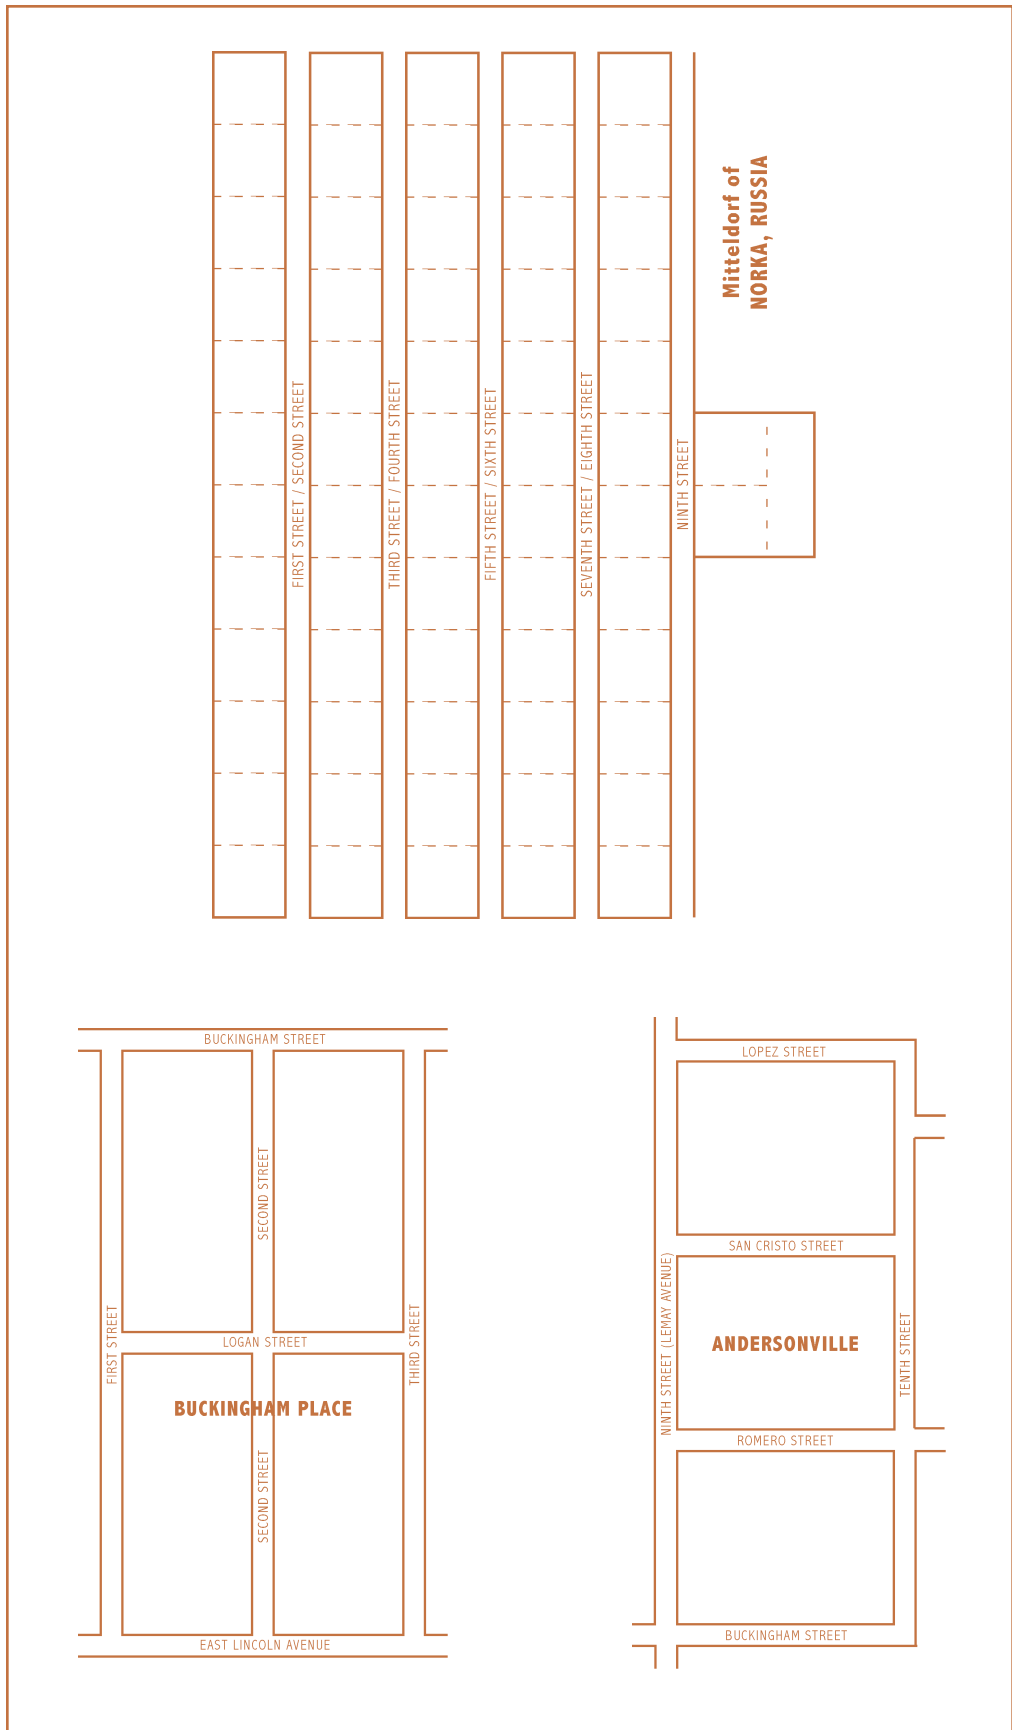 Mitteldorf of
NORKA, RUSSIA
FIRST STREET / SECOND STREET
THIRD STREET / FOURTH STREET
FIFTH STREET / SIXTH STREET
SEVENTH STREET / EIGHTH STREET
NINTH STREET
BUCKINGHAM STREET
SECOND STREET
FIRST STREET
LOGAN STREET
THIRD STREET
BUCKINGHAM PLACE
SECOND STREET
EAST LINCOLN AVENUE
LOPEZ STREET
SAN CRISTO STREET
NINTH STREET (LEMAY AVENUE)
ANDERSONVILLE
TENTH STREET
ROMERO STREET
BUCKINGHAM STREET